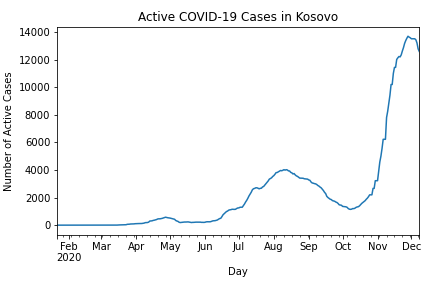 Active COVID-19 Cases in Kosovo
14000
12000
10000
8000
6000
4000
2000
0
Number of Active Cases
Feb Mar Apr May Jun Jul Aug Sep Oct Nov Dec
2020
Day